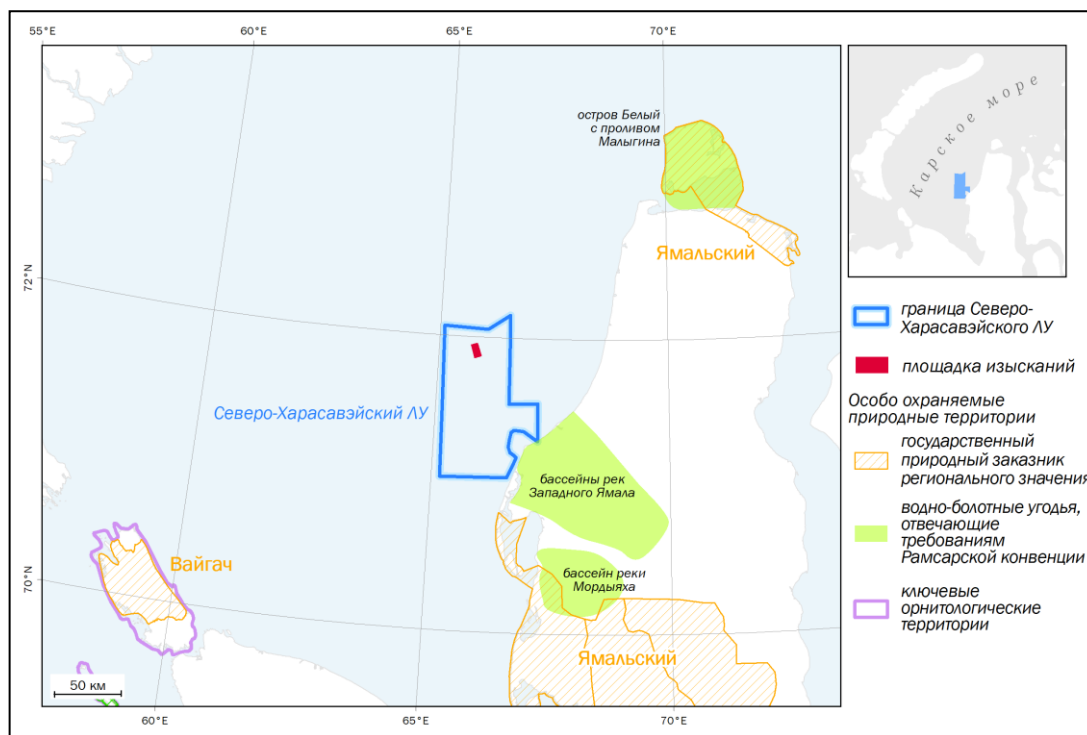 55°E
60°E
65°E
70°E
остров Белый
с проливом
Малыгина
Ямальский
72°N
Северо-Харасавэйский ЛУ
бассейны рек
Западного Ямала
Вайгач
70°N
бассейн реки
Мордыяха
Ямальский
50 км
60°E
65°E
70°E
Карское море
граница Северо-
Харасавэйского ЛУ
площадка изысканий
Особо охраняемые
природные территории
государственный
природный заказник
регионального значения
водно-болотные угодья,
отвечающие
требованиям
Рамсарской конвенции
ключевые
орнитологические
территории